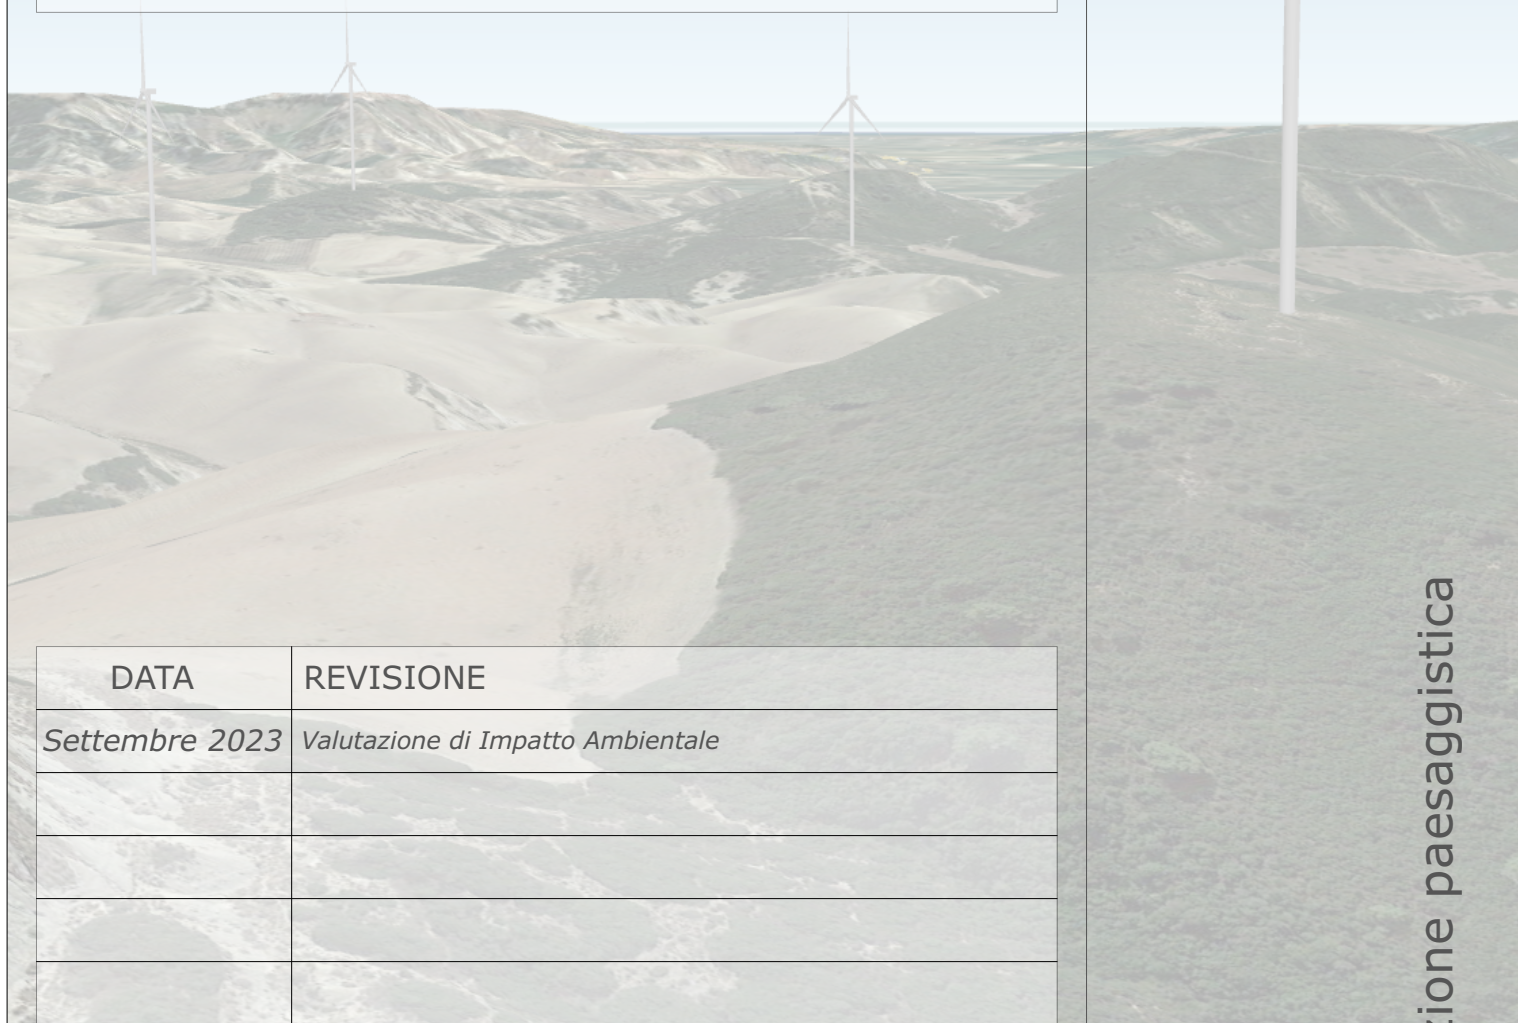 DATA REVISIONE
Settembre 2023 Valutazione di Impatto Ambientale
zione paesaggistica